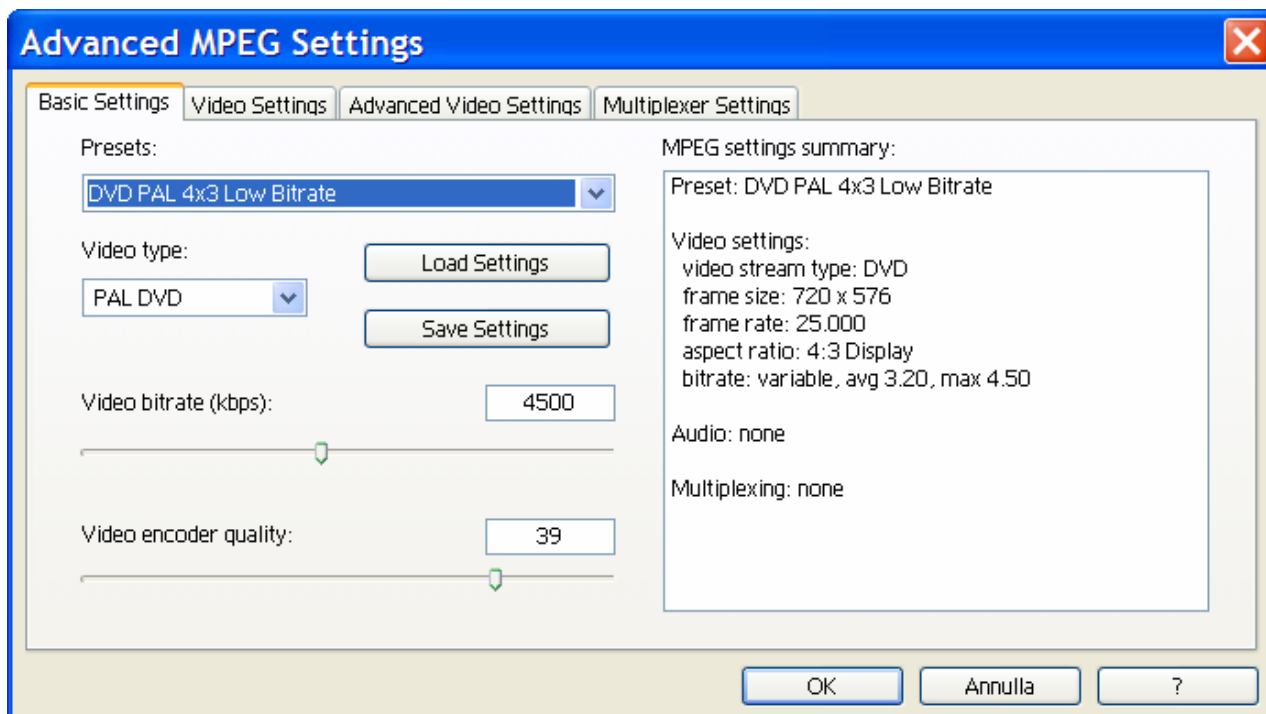 Advanced MPEG Settings
Basic Settings
Video Settings
Advanced Video Settings
Multiplexer Settings
Presets:
DVD PAL 4x3 Low Bitrate
Video type:
PAL DVD
Load Settings
Save Settings
Video bitrate (kbps):
4500
Video encoder quality:
39
MPEG settings summary:
Preset: DVD PAL 4x3 Low Bitrate
Video settings:
video stream type: DVD
frame size: 720 x 576
frame rate: 25.000
aspect ratio: 4:3 Display
bitrate: variable, avg 3.20, max 4.50
Audio: none
Multiplexing: none
OK
Annulla
?